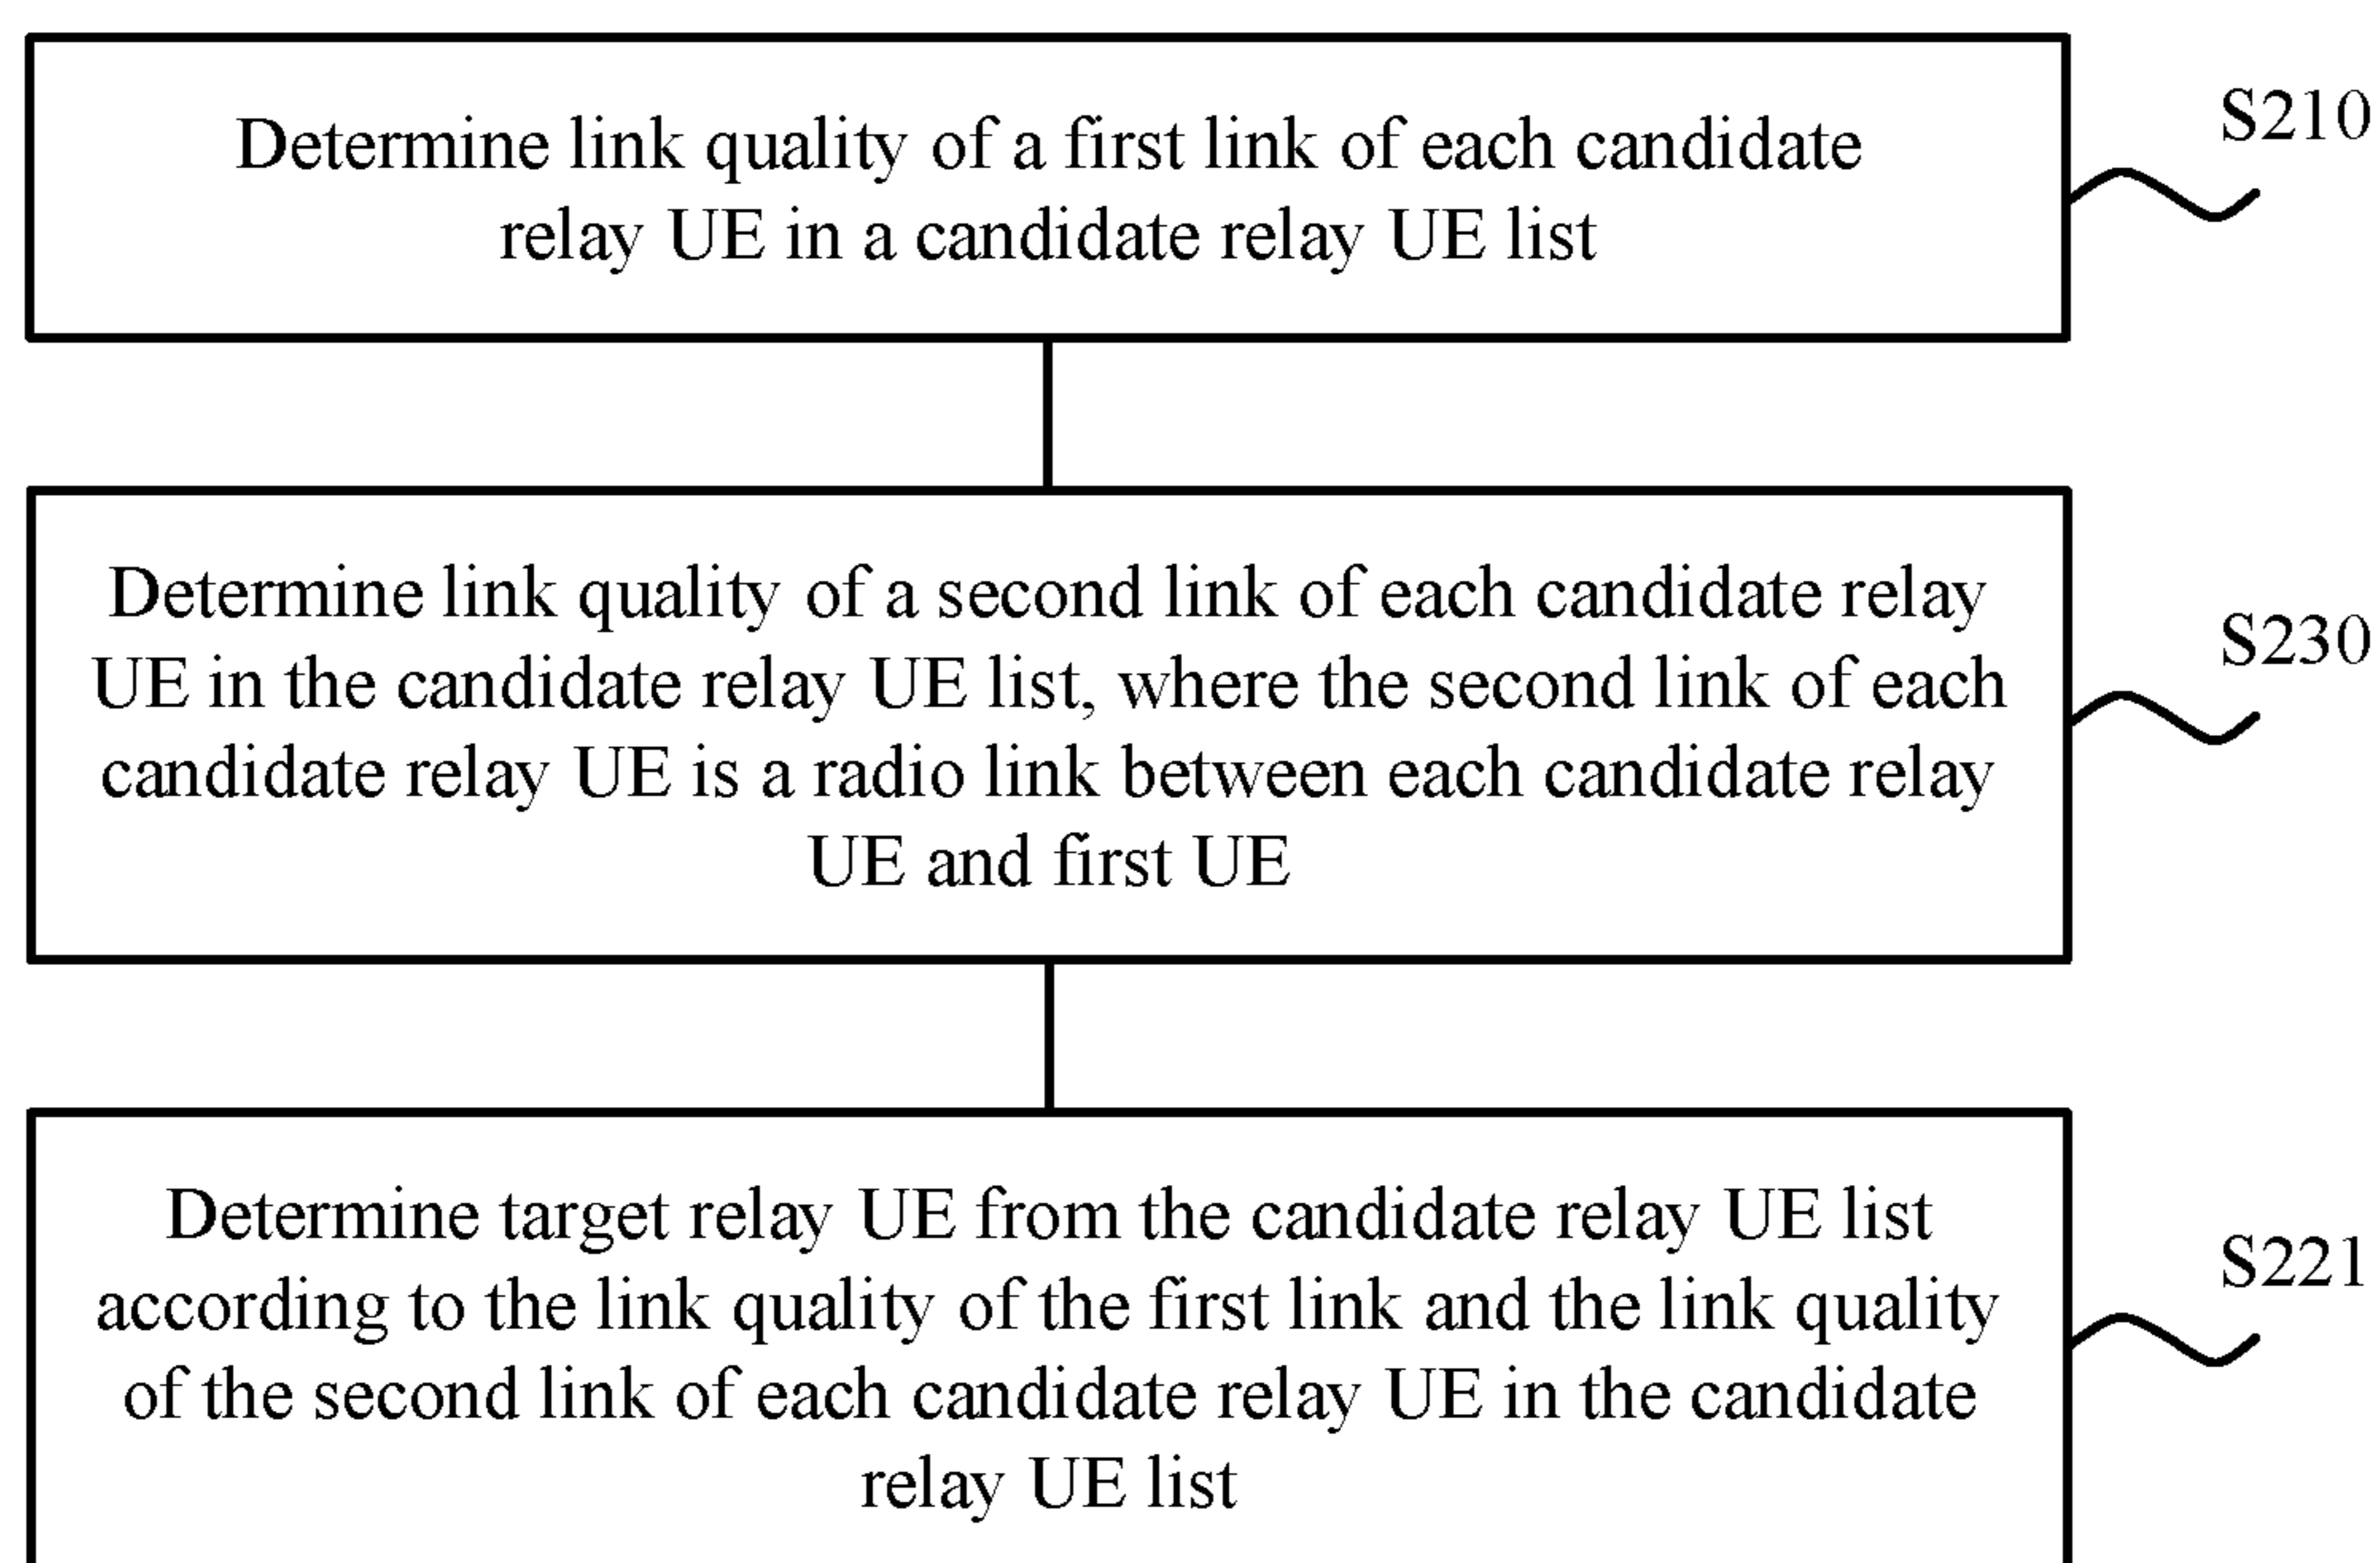 Determine link quality of a first link of each candidate
relay UE in a candidate relay UE list
S210
Determine link quality of a second link of each candidate relay
UE in the candidate relay UE list, where the second link of each
candidate relay UE is a radio link between each candidate relay
UE and first UE
S230
Determine target relay UE from the candidate relay UE list
according to the link quality of the first link and the link quality
of the second link of each candidate relay UE in the candidate
relay UE list
S221